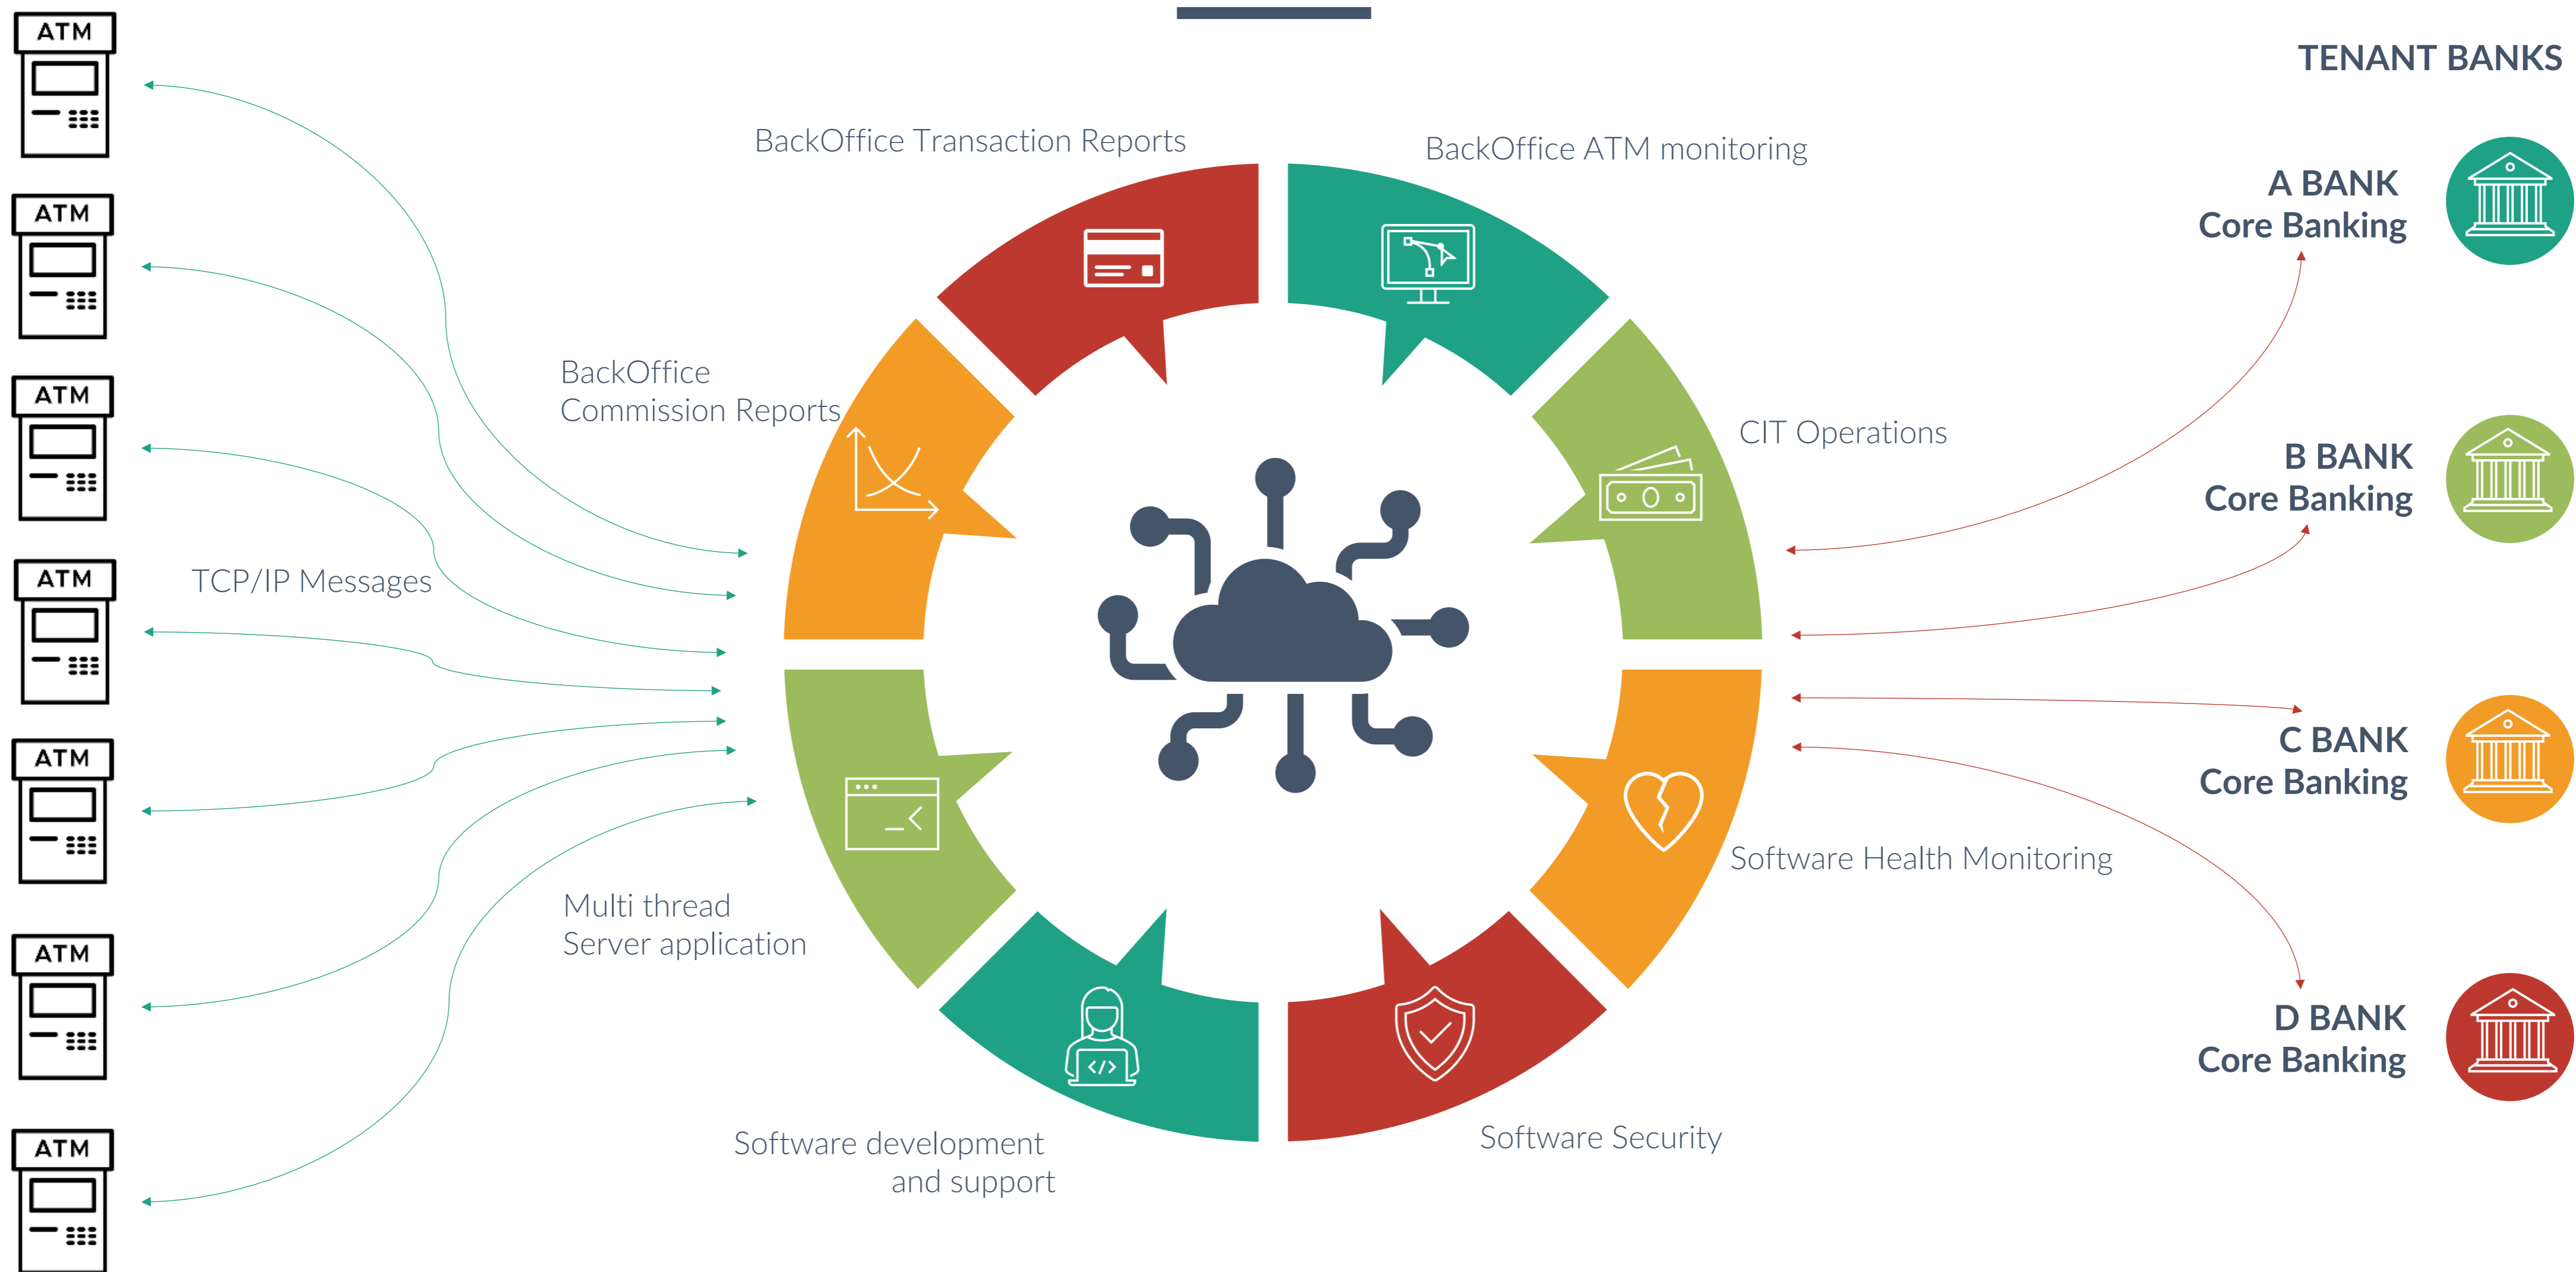 ATM
ATM
ATM
ATM
ATM
ATM
ATM
TCP/IP Messages
BackOffice Transaction Reports
BackOffice ATM monitoring
BackOffice
Commission Reports
CIT Operations
Multi thread
Server application
Software Health Monitoring
Software development
and support
Software Security
TENANT BANKS
A BANK
Core Banking
B BANK
Core Banking
C BANK
Core Banking
D BANK
Core Banking